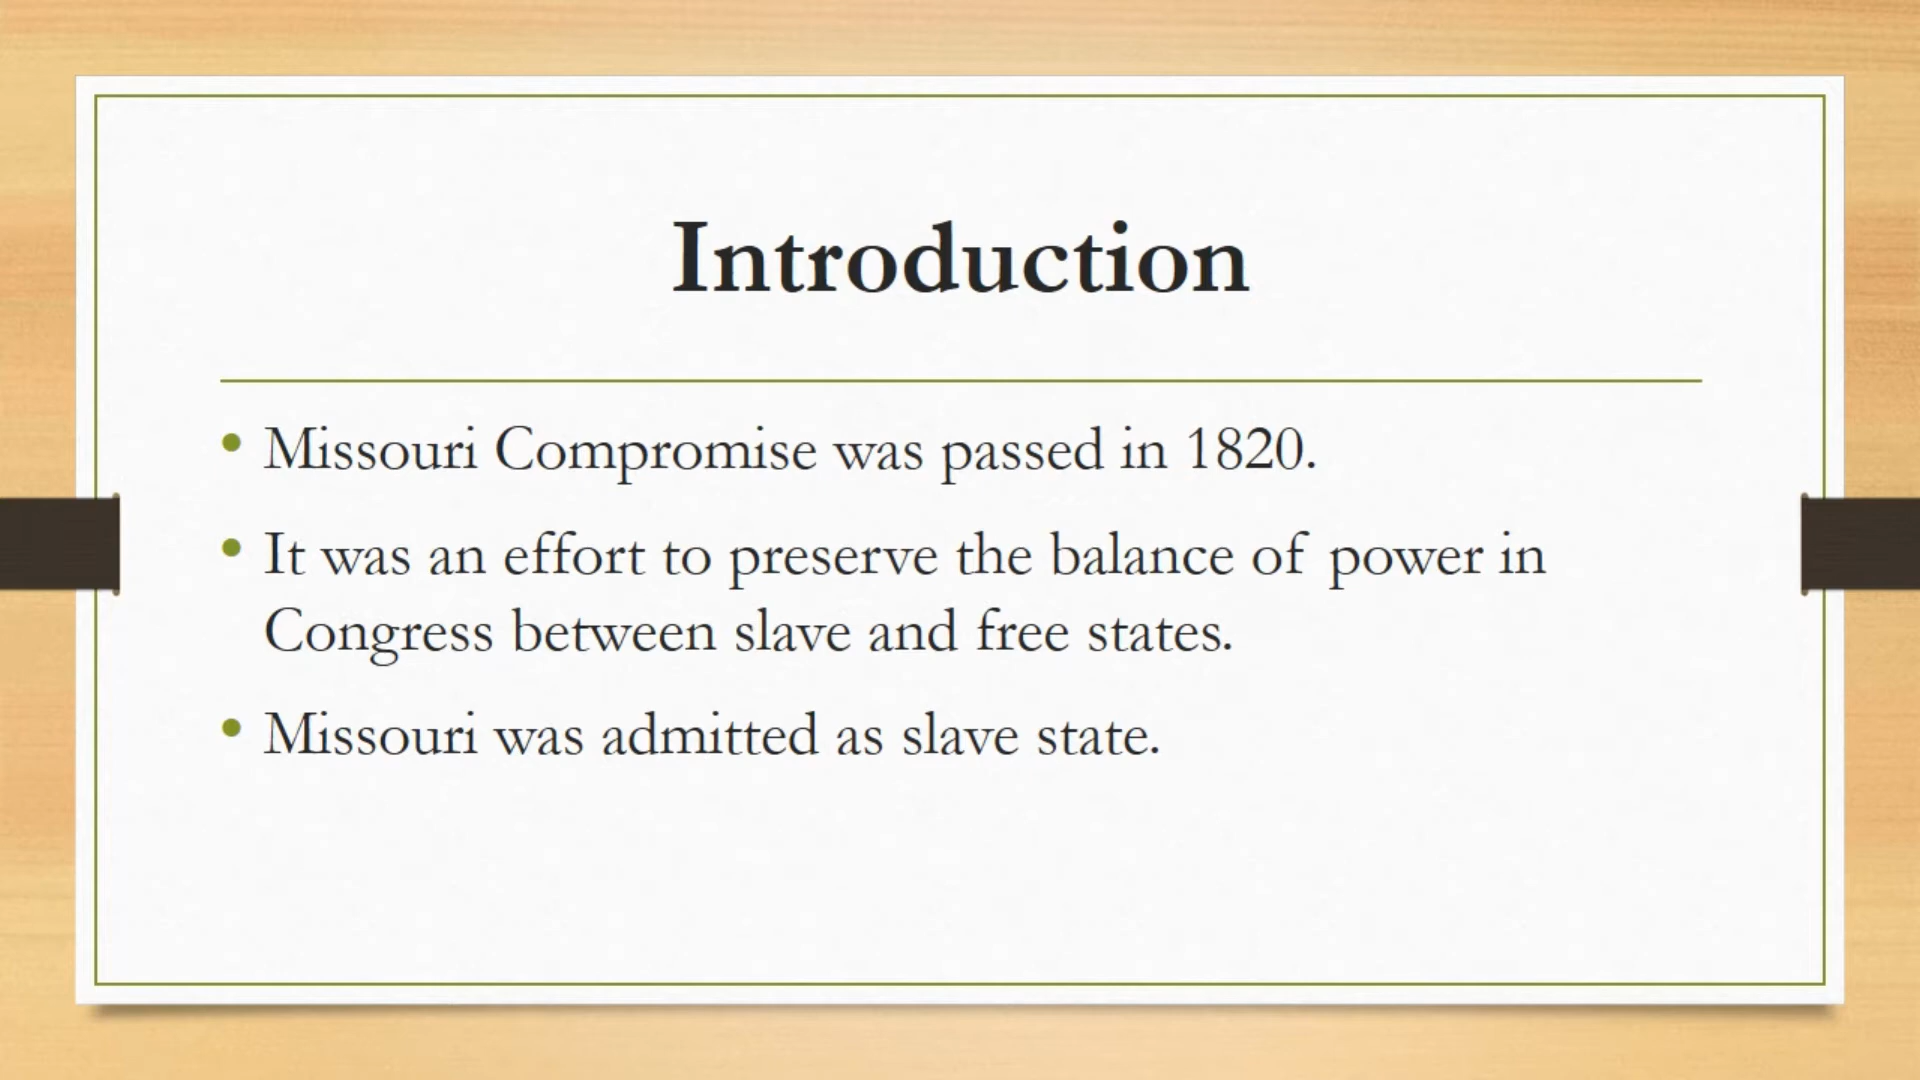 Introduction
• Missouri Compromise was passed in 1820.
• It was an effort to preserve the balance of power in
Congress between slave and free states.
• Missouri was admitted as slave state.